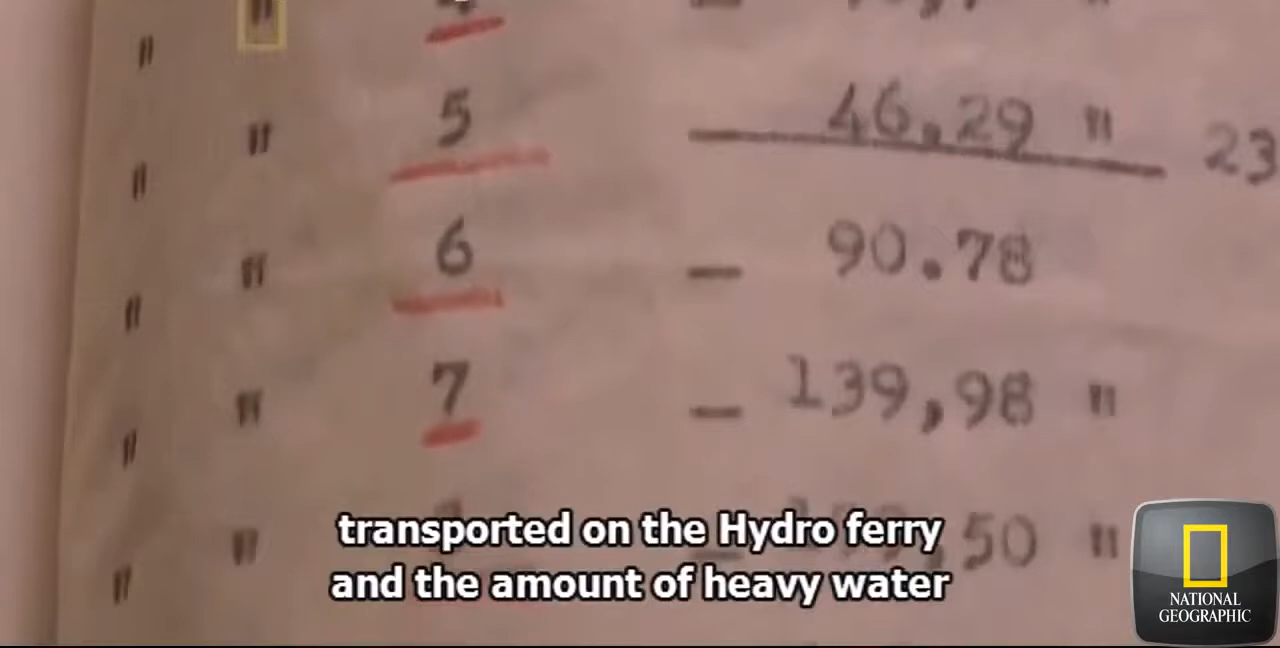 " "
" 5 — 46,29 " 23
"
" 6 — 90.78
"
" 7 — 139,98 "
"
" ,50 "
"
transported on the Hydro ferry
and the amount of heavy water
NATIONAL
GEOGRAPHIC